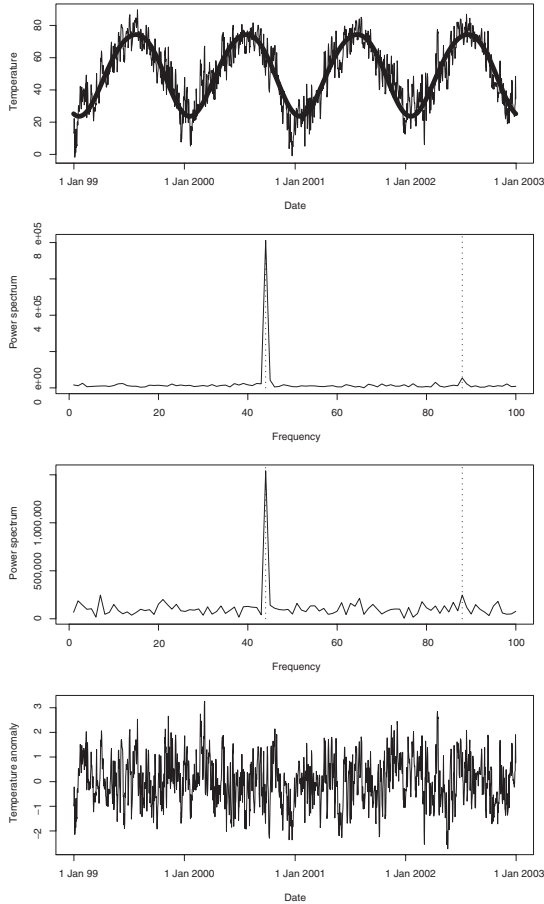 80
60
40
20
0
Temperature
1 Jan 99 1 Jan 2000 1 Jan 2001 1 Jan 2002 1 Jan 2003
Date
8 e+05
4 e+05
e+00
0
Power spectrum
0 20 40 60 80 100
Frequency
1,000,000
500,000
0
Power spectrum
0 20 40 60 80 100
Frequency
3
2
1
0
−1
−2
Temperature anomaly
1 Jan 99 1 Jan 2000 1 Jan 2001 1 Jan 2002 1 Jan 2003
Date